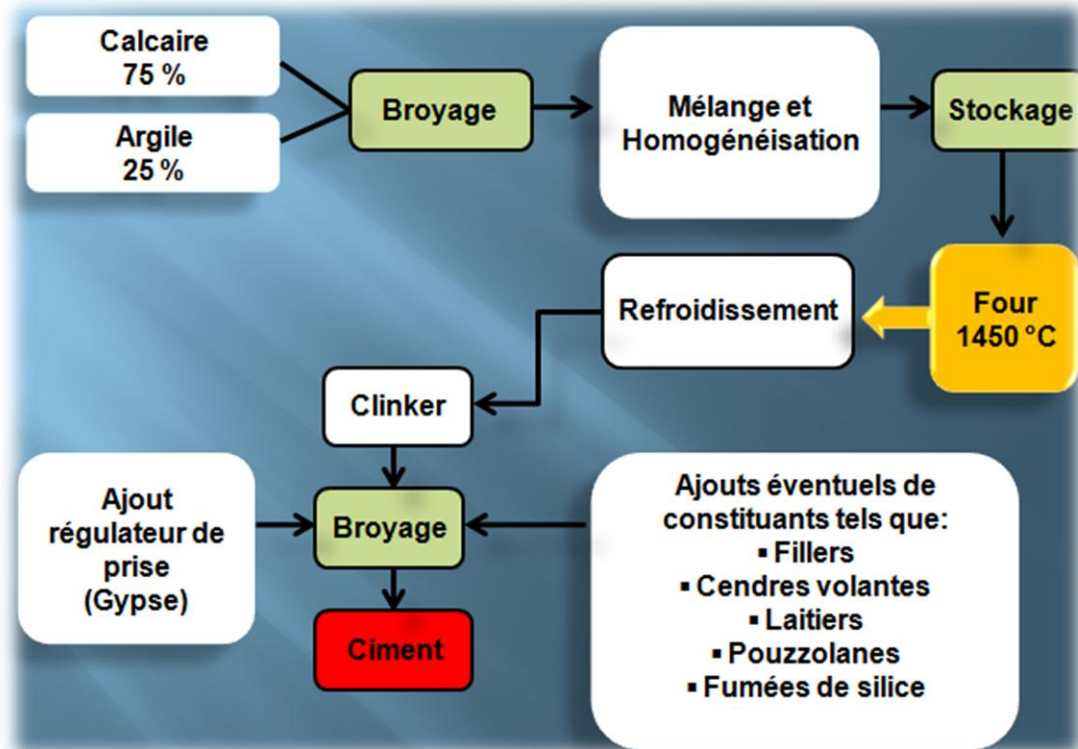 Calcaire
75 %
Argile
25 %
Broyage
Mélange et
Homogénéisation
Stockage
Four
1450 °C
Refroidissement
Clinker
Ajout
régulateur de
prise
(Gypse)
Broyage
Ajouts éventuels de
constituants tels que:
▪ Fillers
▪ Cendres volantes
▪ Laitiers
▪ Pouzzolanes
▪ Fumées de silice
Ciment